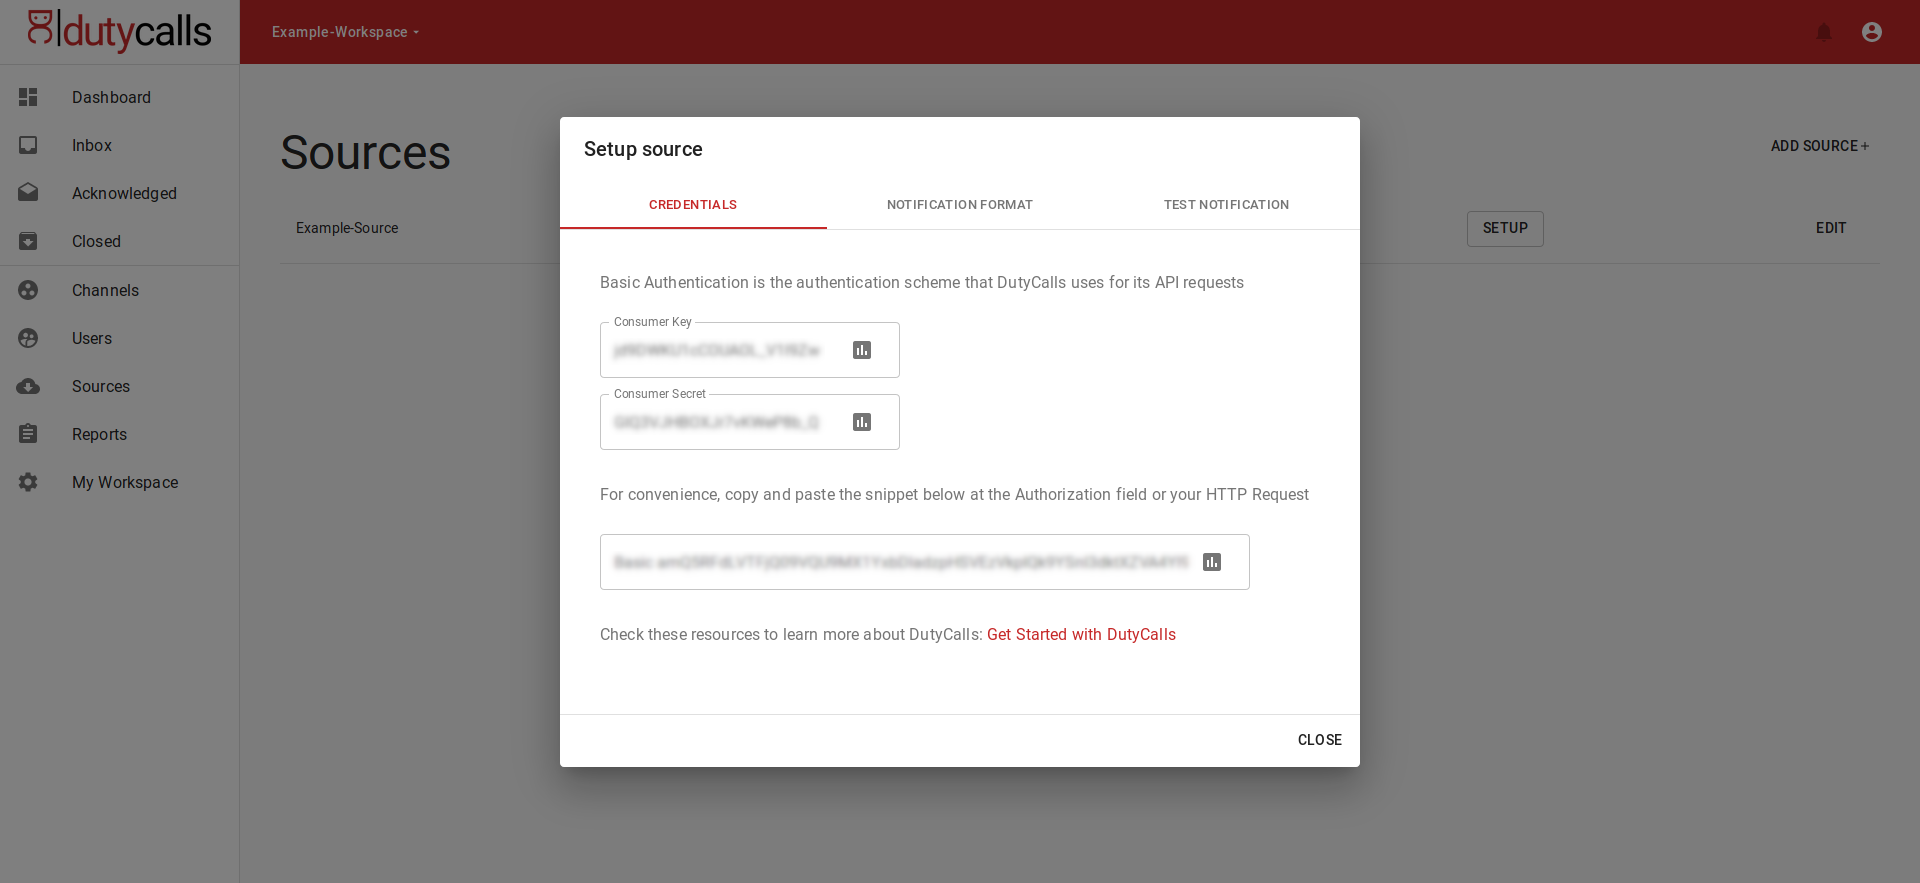 dutycalls
Example-Workspace
Dashboard
Inbox
Acknowledged
Closed
Channels
Users
Sources
Reports
My Workspace
Sources
ADD SOURCE +
Example-Source
SETUP
EDIT
Setup source
CREDENTIALS
NOTIFICATION FORMAT
TEST NOTIFICATION
Basic Authentication is the authentication scheme that DutyCalls uses for its API requests
Consumer Key
Consumer Secret
For convenience, copy and paste the snippet below at the Authorization field or your HTTP Request
Basic
Check these resources to learn more about DutyCalls: Get Started with DutyCalls
CLOSE